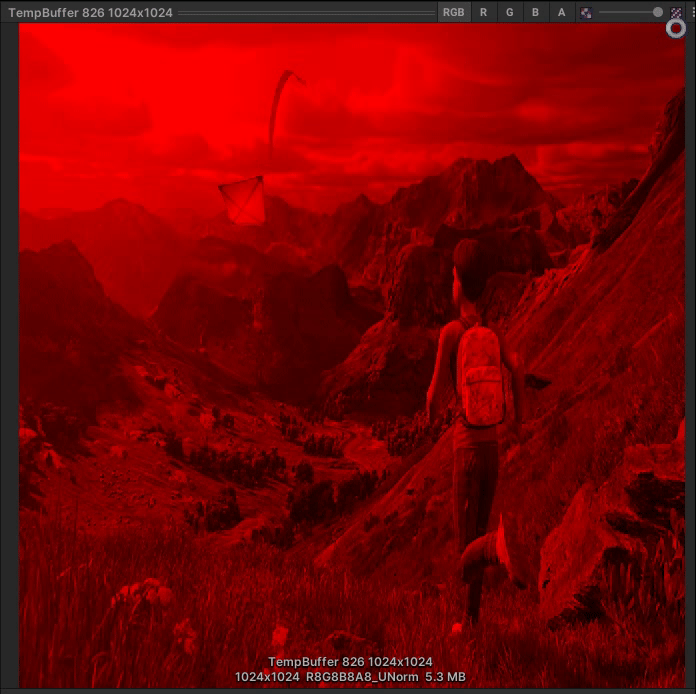 TempBuffer 826 1024x1024
RGB R G B A
TempBuffer 826 1024x1024
1024x1024 R8G8B8A8_UNorm 5.3 MB